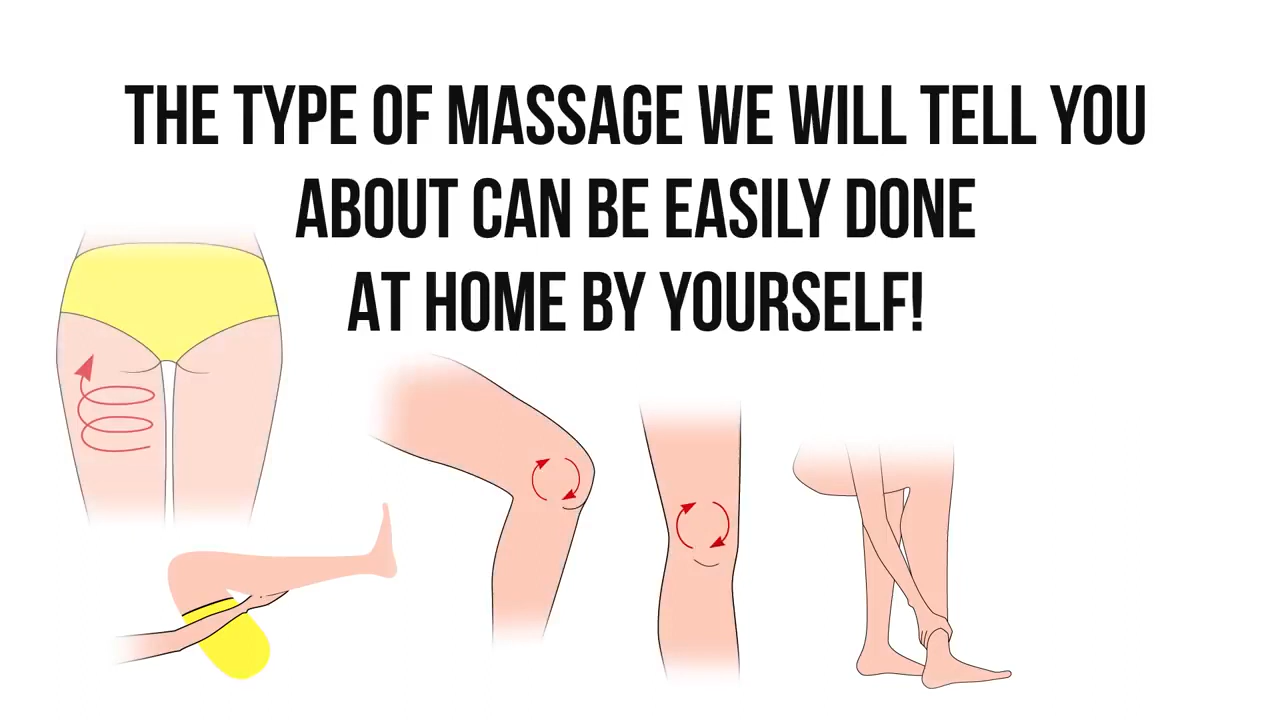 THE TYPE OF MASSAGE WE WILL TELL YOU
ABOUT CAN BE EASILY DONE
AT HOME BY YOURSELF!